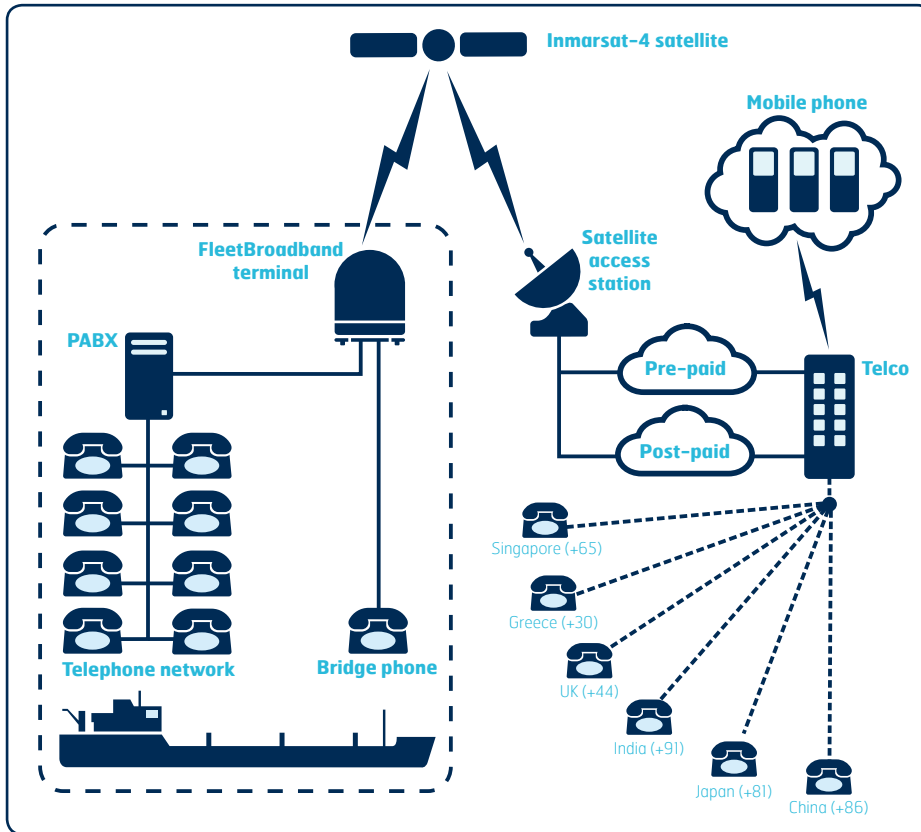 Inmarsat-4 satellite
Mobile phone
FleetBroadband
terminal
Satellite
access
station
PABX
Pre-paid
Telco
Post-paid
Singapore (+65)
Greece (+30)
Telephone network
Bridge phone
UK (+44)
India (+91)
Japan (+81)
China (+86)